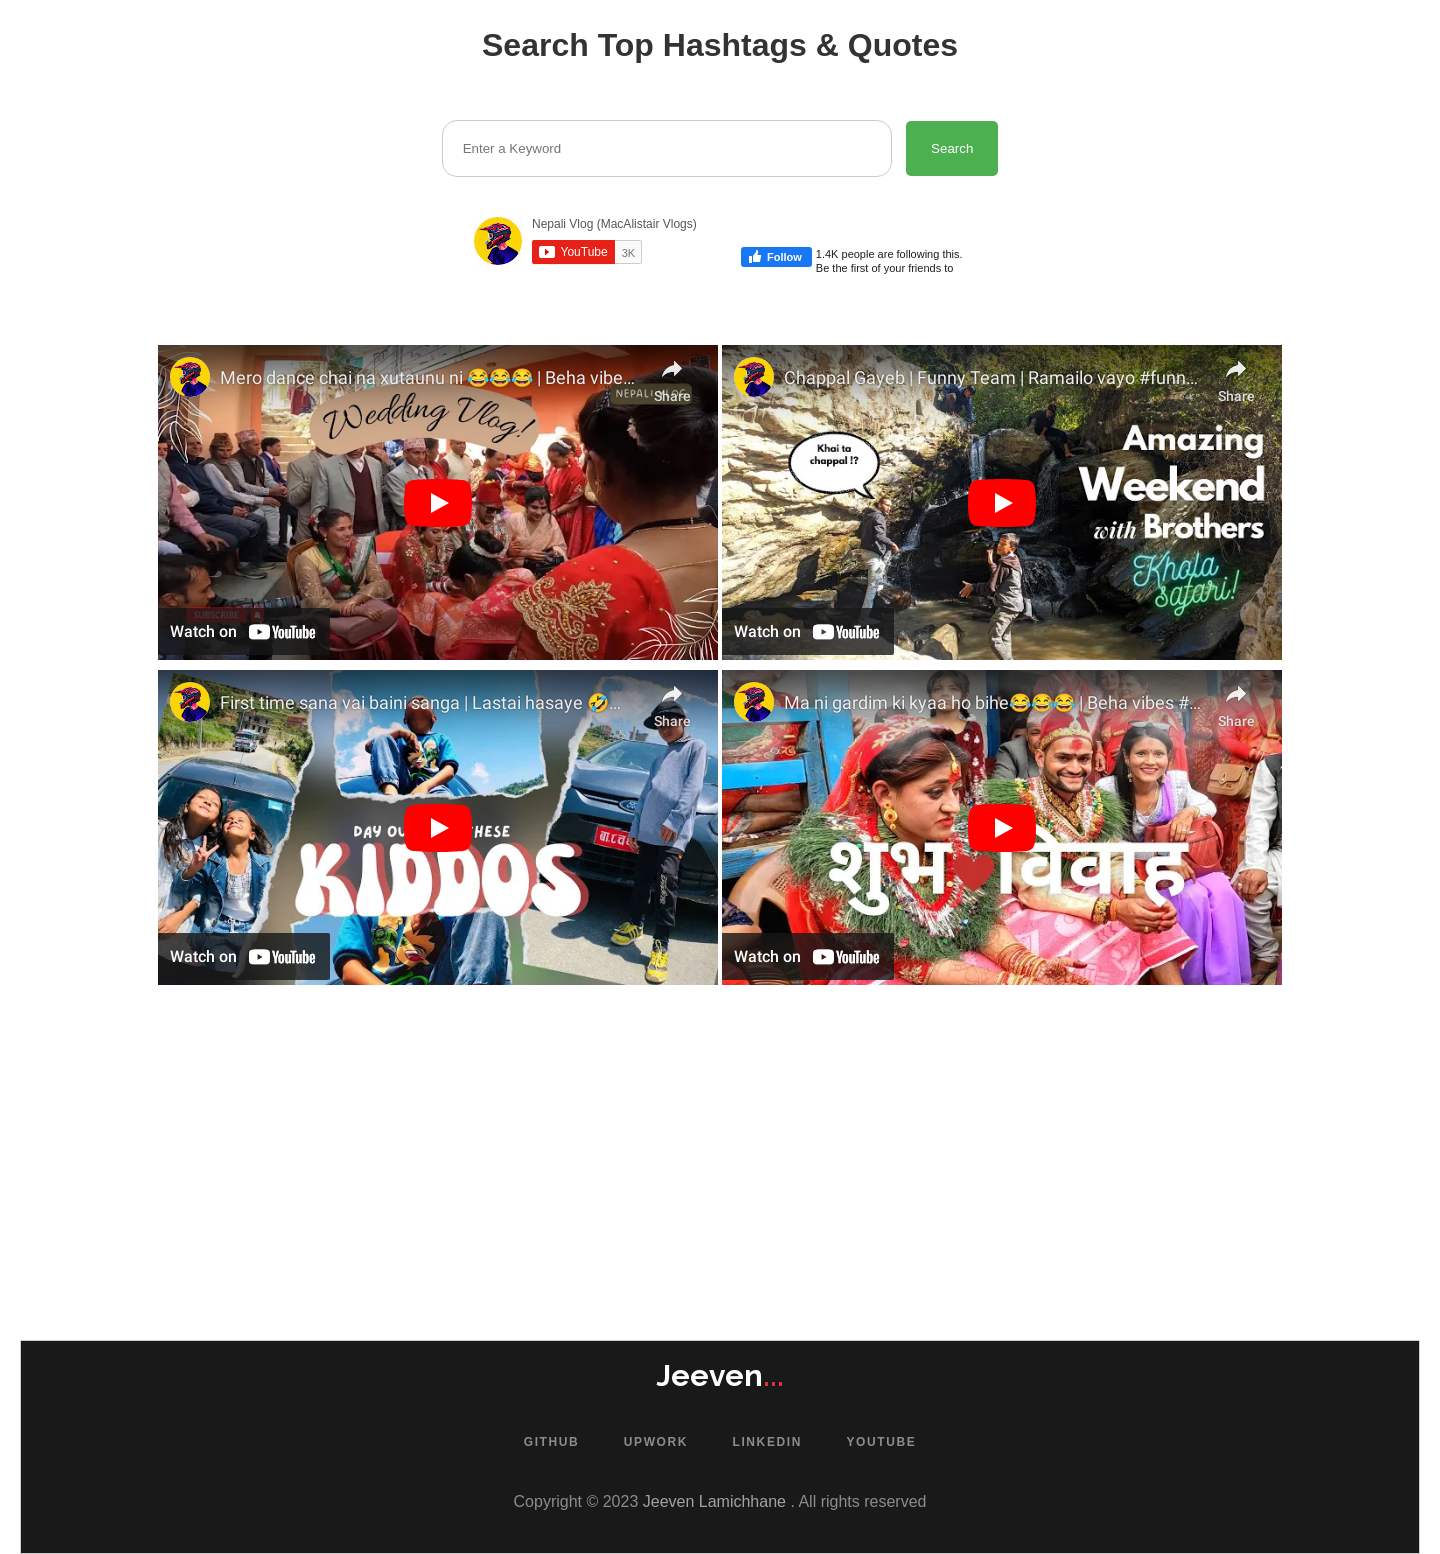 Search Top Hashtags & Quotes
Enter a Keyword
Search
Nepali Vlog (MacAlistair Vlogs)
YouTube
3K
Follow
1.4K people are following this.
Be the first of your friends to
Mero dance chai na xutaunu ni 😂😂😂 | Beha vibe...
Share
NEPALI VLOG
Wedding Vlog!
SUBSCRIBE
Watch on YouTube
Chappal Gayeb | Funny Team | Ramailo vayo #funn...
Share
Khai ta
chappal !?
Amazing
Weekend
with Brothers
Khola
safari!
Watch on YouTube
First time sana vai baini sanga | Lastai hasaye 🤣...
Share
DAY OU THESE
KIDDOS
Watch on YouTube
Ma ni gardim ki kyaa ho bihe😂😂😂 | Beha vibes #...
Share
शुभ विवाह
Watch on YouTube
Jeeven...
GITHUB
UPWORK
LINKEDIN
YOUTUBE
Copyright © 2023 Jeeven Lamichhane . All rights reserved